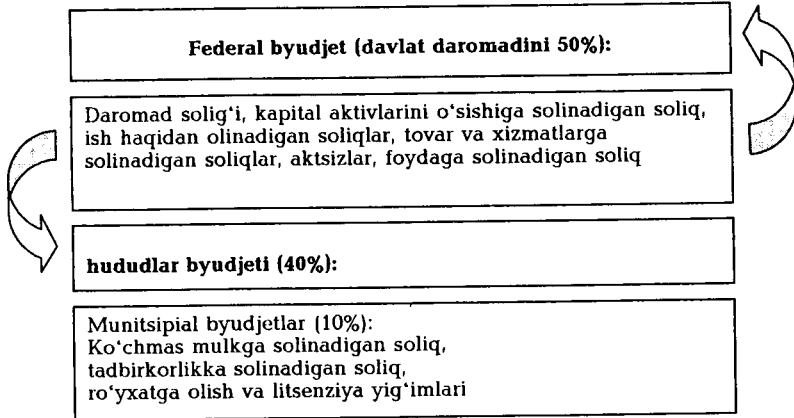 Federal byudjet (davlat daromadini 50%):
Daromad solig‘i, kapital aktivlarini o‘sishiga solinadigan soliq,
ish haqidan olinadigan soliqlar, tovar va xizmatlarga
solinadigan soliqlar, aktsizlar, foydaga solinadigan soliq
hududlar byudjeti (40%):
Munitsipial byudjetlar (10%):
Ko‘chmas mulkga solinadigan soliq,
tadbirkorlikka solinadigan soliq,
ro‘yxatga olish va litsenziya yig‘imlari